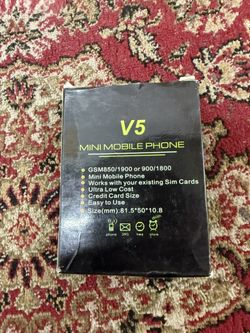 V5
MINI MOBILE PHONE
GSM850/1900 or 900/1800
Mini Mobile Phone
Works with your existing Sim Cards
Ultra Low Cost
Credit Card Size
Easy to Use
Size(mm):81.5*50*10.8
phone